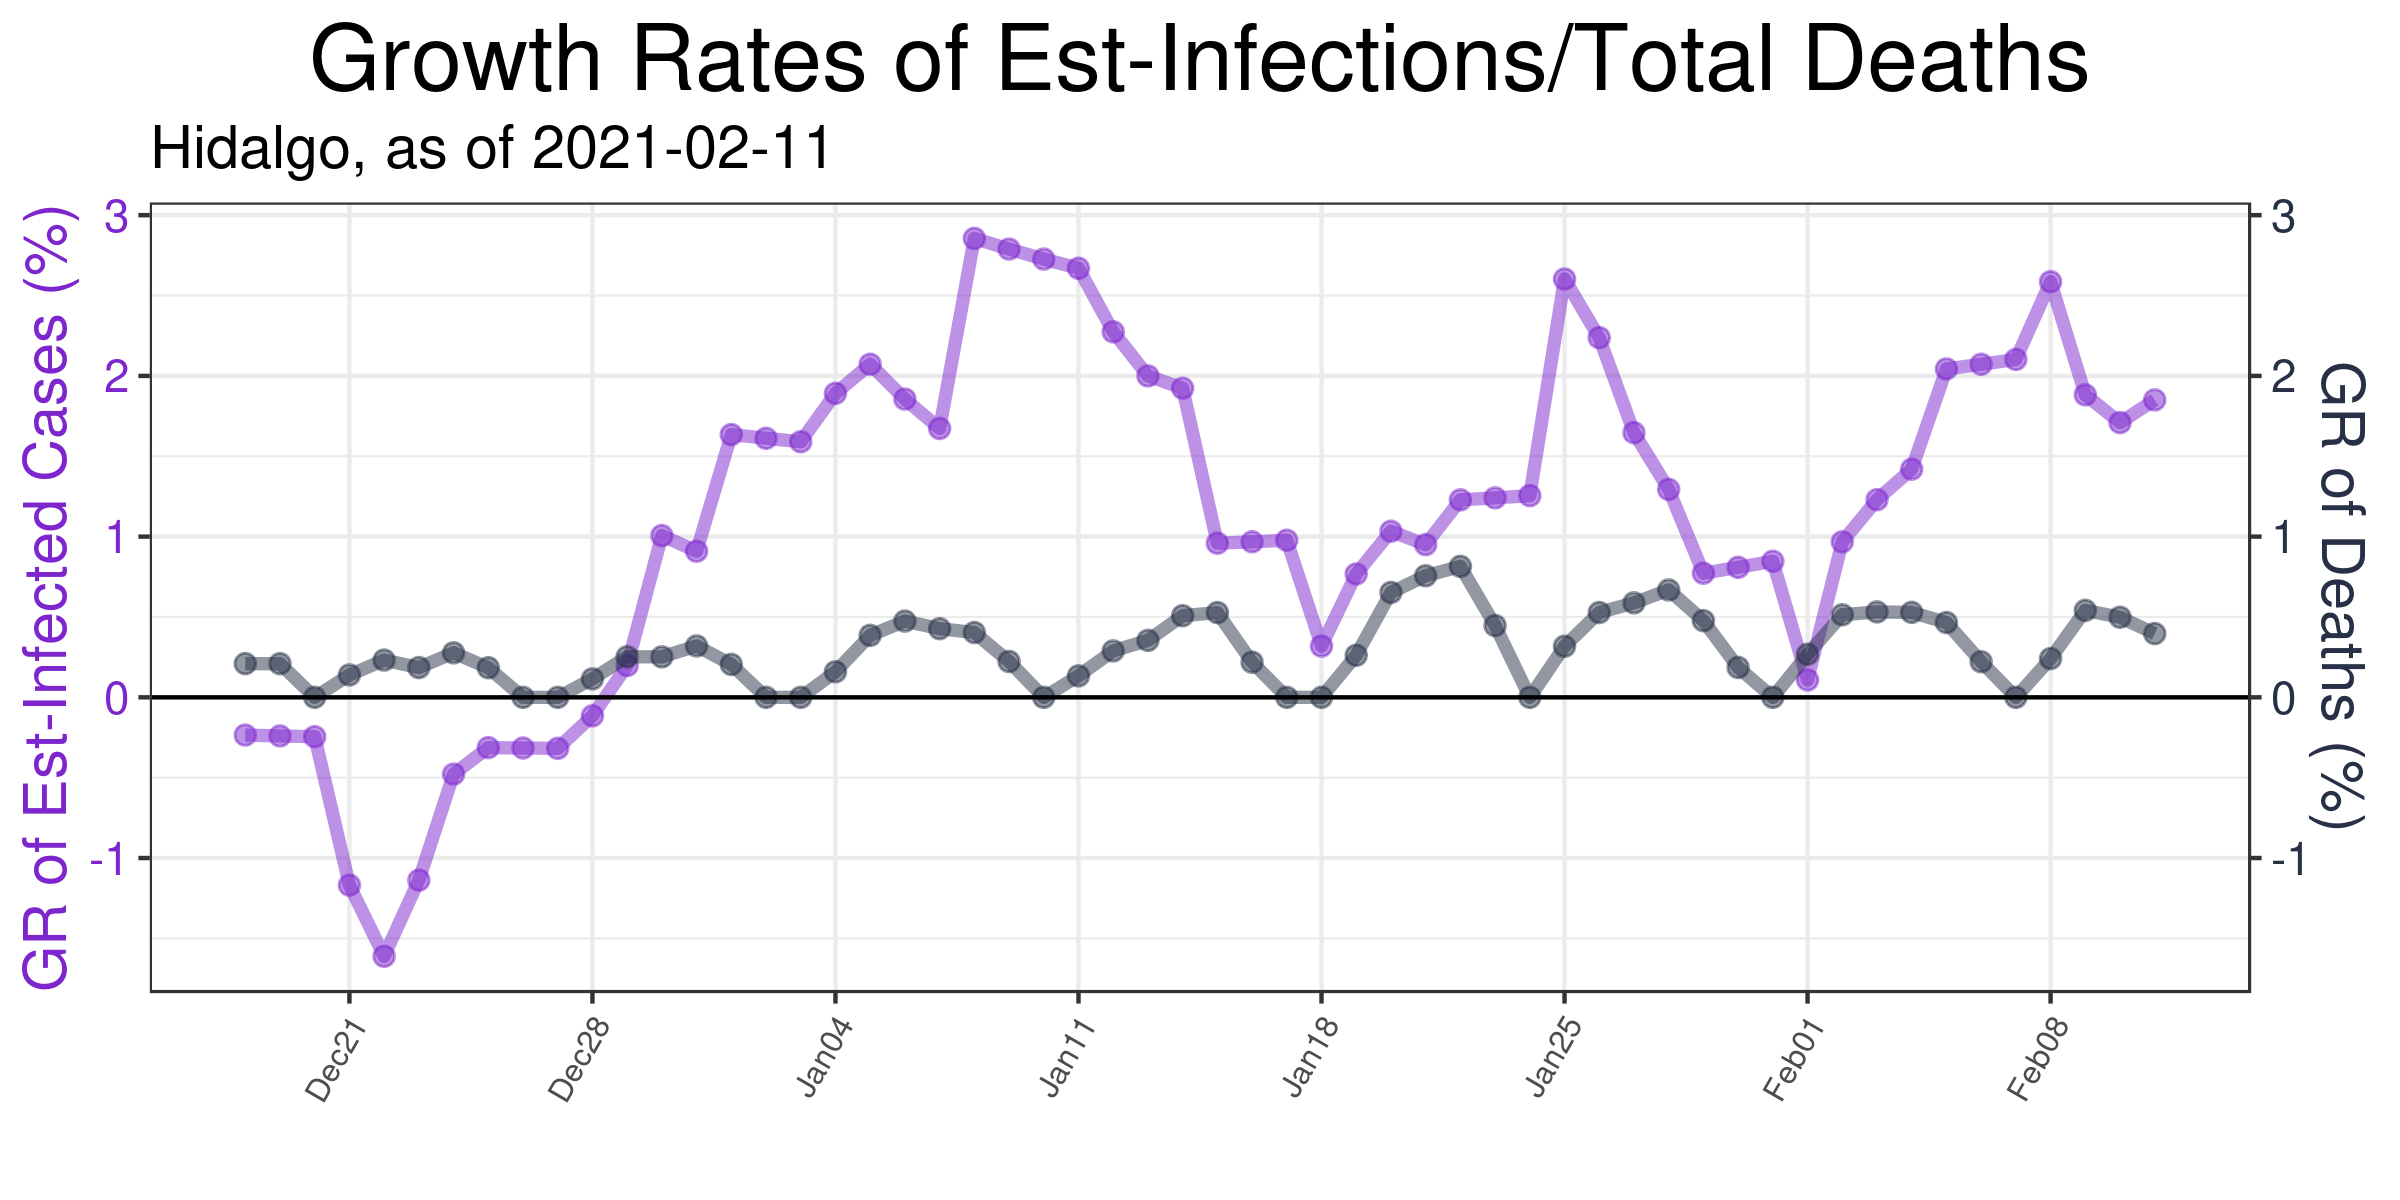 Growth Rates of Est-Infections/Total Deaths
Hidalgo, as of 2021-02-11
GR of Est-Infected Cases (%)
3
2
1
0
-1
3
2
1
0
-1
GR of Deaths (%)
Dec21
Dec28
Jan04
Jan11
Jan18
Jan25
Feb01
Feb08